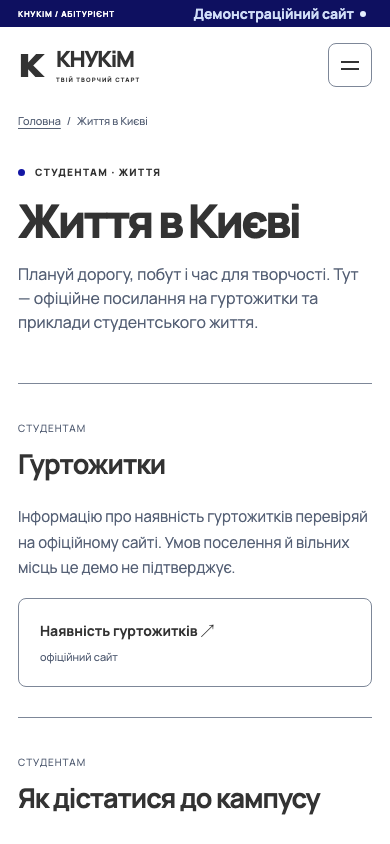 КНУКІМ / АБІТУРІЄНТ
Демонстраційний сайт
К
КНУКіМ
ТВІЙ ТВОРЧИЙ СТАРТ
Головна / Життя в Києві
СТУДЕНТАМ · ЖИТТЯ
Життя в Києві
Плануй дорогу, побут і час для творчості. Тут
— офіційне посилання на гуртожитки та
приклади студентського життя.
СТУДЕНТАМ
Гуртожитки
Інформацію про наявність гуртожитків перевіряй
на офіційному сайті. Умов поселення й вільних
місць це демо не підтверджує.
Наявність гуртожитків ↗
офіційний сайт
СТУДЕНТАМ
Як дістатися до кампусу